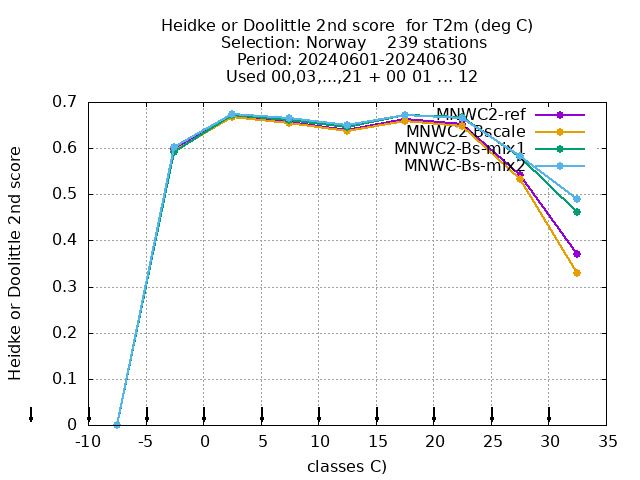 Heidke or Doolittle 2nd score  for T2m (deg C)
Selection: Norway    239 stations
Period: 20240601-20240630
Used 00,03,...,21 + 00 01 ... 12
Heidke or Doolittle 2nd score
0.7
0.6
0.5
0.4
0.3
0.2
0.1
0
MNWC2-ref
MNWC2-Bscale
MNWC2-Bs-mix1
MNWC-Bs-mix2
-10 -5 0 5 10 15 20 25 30 35
classes C)